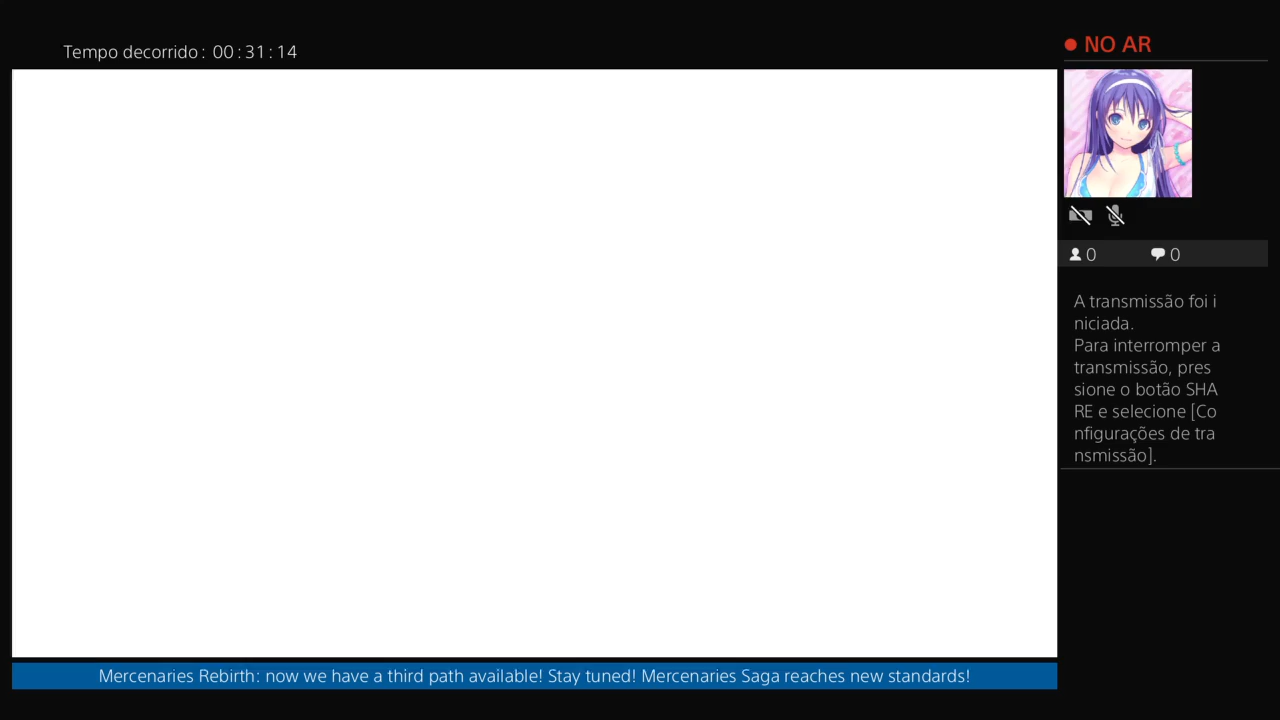 Tempo decorrido: 00:31:14
NO AR
0 0
A transmissão foi i
niciada.
Para interromper a
transmissão, pres
sione o botão SHA
RE e selecione [Co
nfigurações de tra
nsmissão].
Mercenaries Rebirth: now we have a third path available! Stay tuned! Mercenaries Saga reaches new standards!